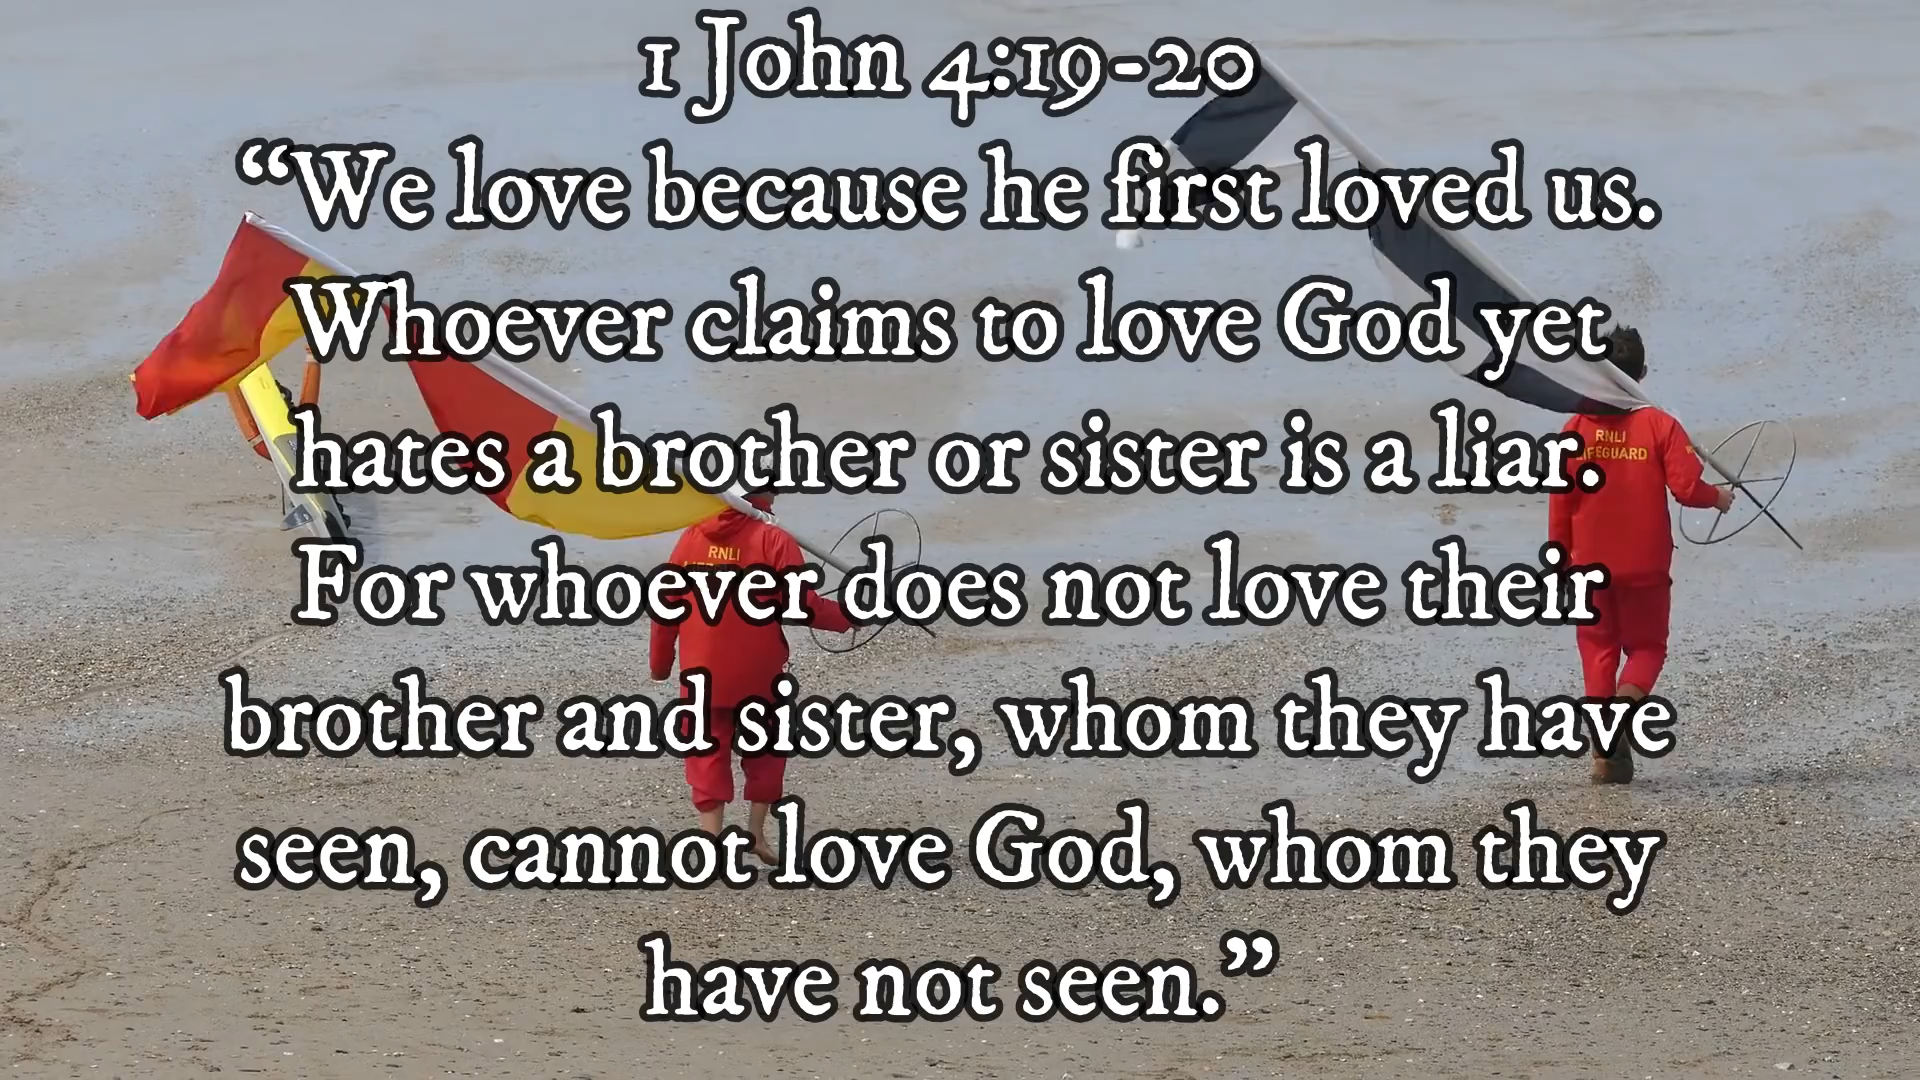 1 John 4:19-20
“We love because he first loved us.
Whoever claims to love God yet
hates a brother or sister is a liar.
For whoever does not love their
brother and sister, whom they have
seen, cannot love God, whom they
have not seen.”
RNLI
RNLI
LIFEGUARD